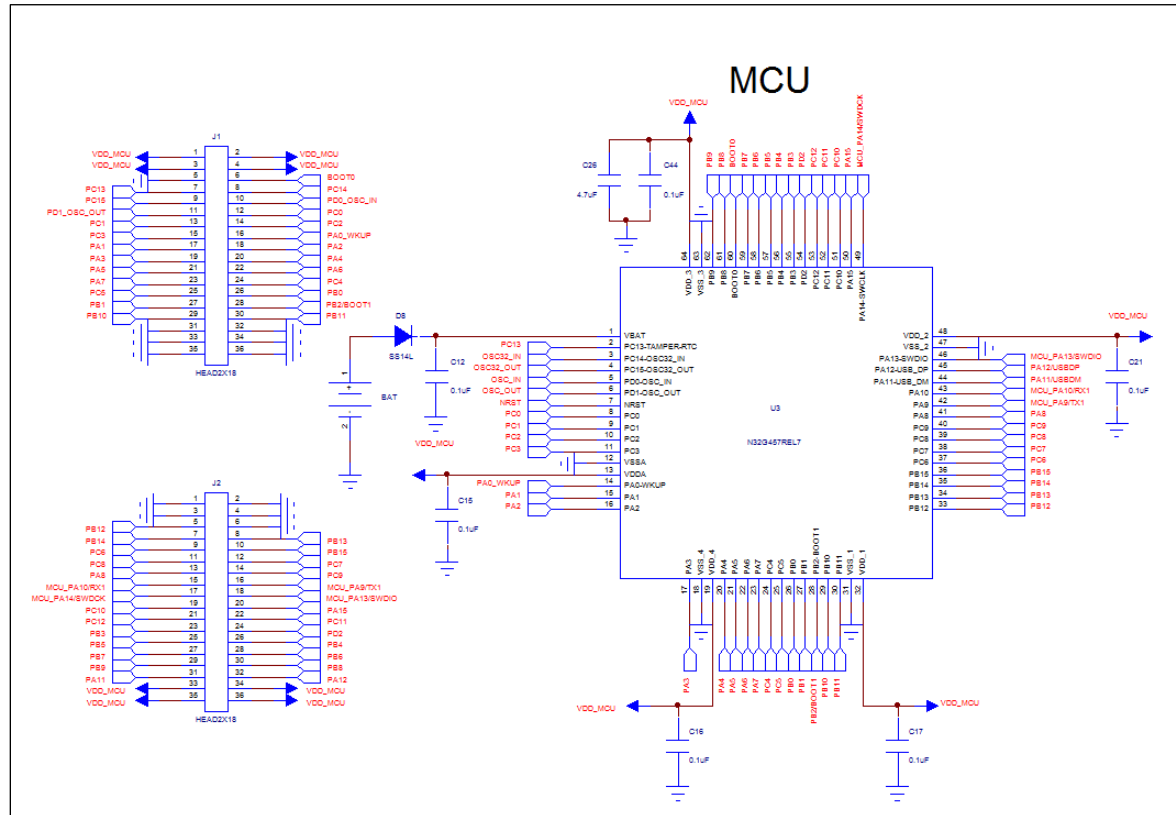 MCU
J1
VDD_MCU 1 2 VDD_MCU
VDD_MCU 3 4 VDD_MCU
5 6 BOOT0
PC13 7 8 PC14
PC15 9 10 PD0_OSC_IN
PD1_OSC_OUT 11 12 PC0
PC1 13 14 PC2
PC3 15 16 PA0_WKUP
PA1 17 18 PA2
PA3 19 20 PA4
PA5 21 22 PA6
PA7 23 24 PC4
PC5 25 26 PB0
PB1 27 28 PB2/BOOT1
PB10 29 30 PB11
31 32
33 34
35 36
HEAD2X18
VDD_MCU
C26
4.7uF
C44
0.1uF
PB9
PB8
BOOT0
PB7
PB6
PB5
PB4
PB3
PD2
PC12
PC11
PC10
PA15
MCU_PA14/SWDCK
64 VDD_3
63 VSS_3
62 PB9
61 PB8
60 BOOT0
59 PB7
58 PB6
57 PB5
56 PB4
55 PB3
54 PD2
53 PC12
52 PC11
51 PC10
50 PA15
49 PA14-SWCLK
D8
SS14L
C12
0.1uF
1
+
BAT
2
1 VBAT
PC13 2 PC13-TAMPER-RTC
OSC32_IN 3 PC14-OSC32_IN
OSC32_OUT 4 PC15-OSC32_OUT
OSC_IN 5 PD0-OSC_IN
OSC_OUT 6 PD1-OSC_OUT
NRST 7 NRST
PC0 8 PC0
PC1 9 PC1
PC2 10 PC2
PC3 11 PC3
12 VSSA
VDD_MCU 13 VDDA
PA0_WKUP 14 PA0-WKUP
PA1 15 PA1
PA2 16 PA2
C15
0.1uF
U3
N32G457REL7
VDD_2 48 VDD_MCU
VSS_2 47
PA13-SWDIO 46 MCU_PA13/SWDIO
PA12-USB_DP 45 PA12/USBDP
PA11-USB_DM 44 PA11/USBDM
PA10 43 MCU_PA10/RX1
PA9 42 MCU_PA9/TX1
PA8 41 PA8
PC9 40 PC9
PC8 39 PC8
PC7 38 PC7
PC6 37 PC6
PB15 36 PB15
PB14 35 PB14
PB13 34 PB13
PB12 33 PB12
C21
0.1uF
17 PA3
18 VSS_4
19 VDD_4
20 PA4
21 PA5
22 PA6
23 PA7
24 PC4
25 PC5
26 PB0
27 PB1
28 PB2-BOOT1
29 PB10
30 PB11
31 VSS_1
32 VDD_1
PA3
PA4
PA5
PA6
PA7
PC4
PC5
PB0
PB1
PB2/BOOT1
PB10
PB11
VDD_MCU
C16
0.1uF
VDD_MCU
C17
0.1uF
J2
1 2
3 4
PB12 5 6
PB14 7 8 PB13
PC6 9 10 PB15
PC8 11 12 PC7
PA8 13 14 PC9
MCU_PA10/RX1 15 16 MCU_PA9/TX1
MCU_PA14/SWDCK 17 18 MCU_PA13/SWDIO
PC10 19 20 PA15
PC12 21 22 PC11
PB3 23 24 PD2
PB5 25 26 PB4
PB7 27 28 PB6
PB9 29 30 PB8
PA11 31 32 PA12
VDD_MCU 33 34 VDD_MCU
VDD_MCU 35 36 VDD_MCU
HEAD2X18